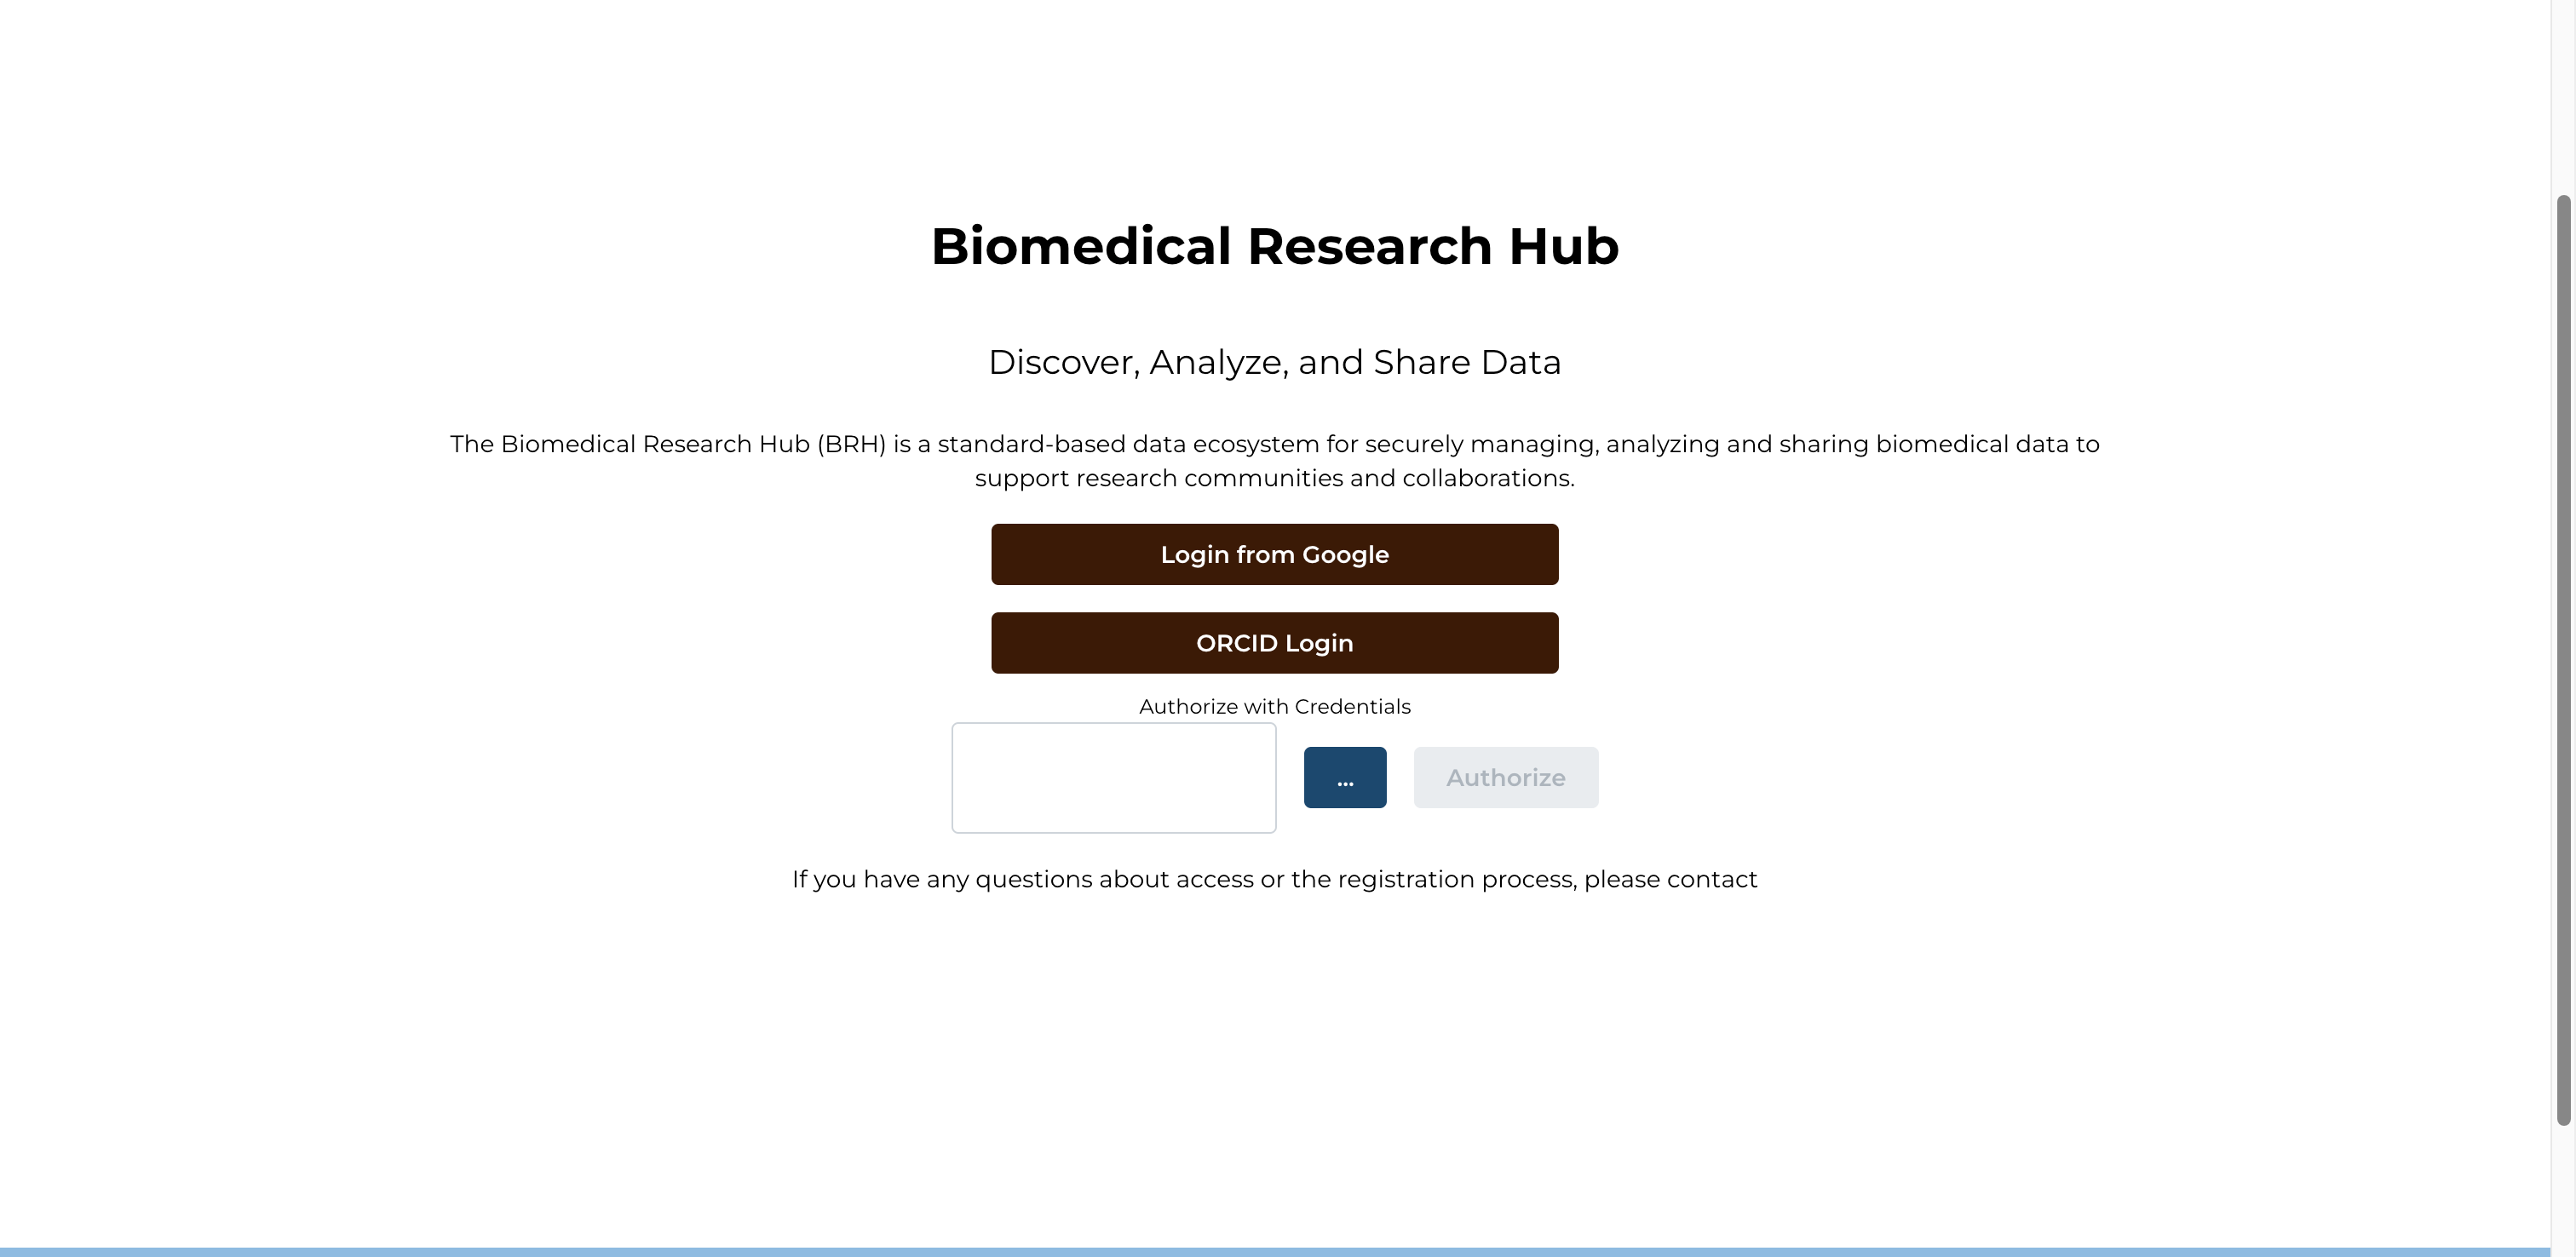 Biomedical Research Hub
Discover, Analyze, and Share Data
The Biomedical Research Hub (BRH) is a standard-based data ecosystem for securely managing, analyzing and sharing biomedical data to
support research communities and collaborations.
Login from Google
ORCID Login
Authorize with Credentials
... Authorize
If you have any questions about access or the registration process, please contact